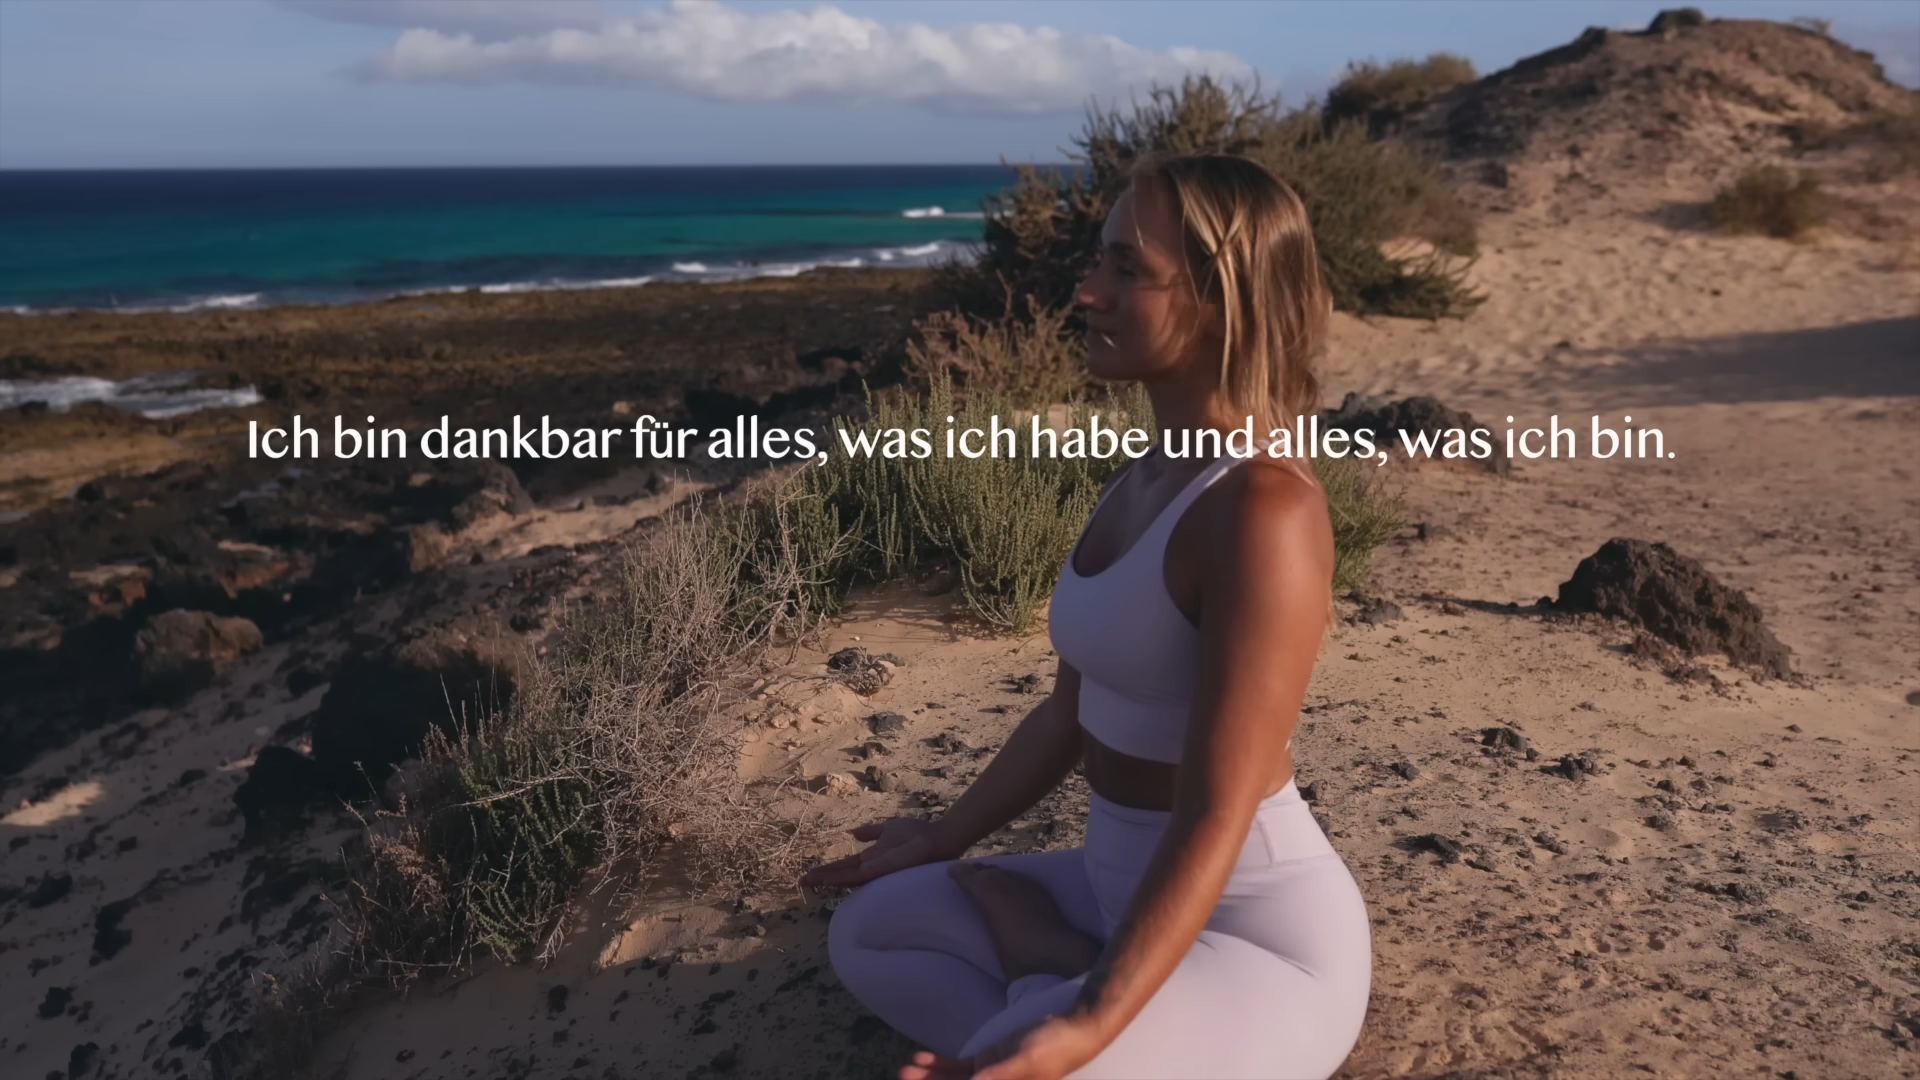 Ich bin dankbar für alles, was ich habe und alles, was ich bin.